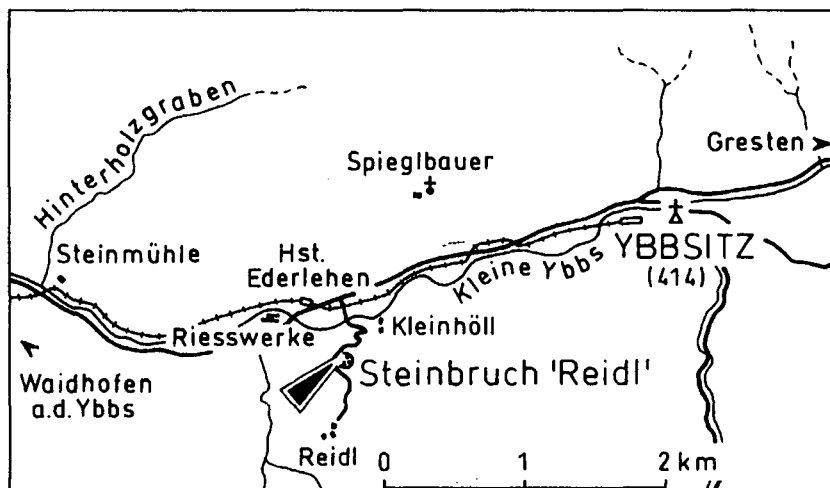 Hinterholzgraben
Gresten
Spieglbauer
Steinmühle
Hst.
Ederlehen
Kleine Ybbs
YBBSITZ
(414)
Riesswerke
Kleinhöll
Waidhofen
a.d. Ybbs
Steinbruch 'Reidl'
Reidl
0 1 2 km